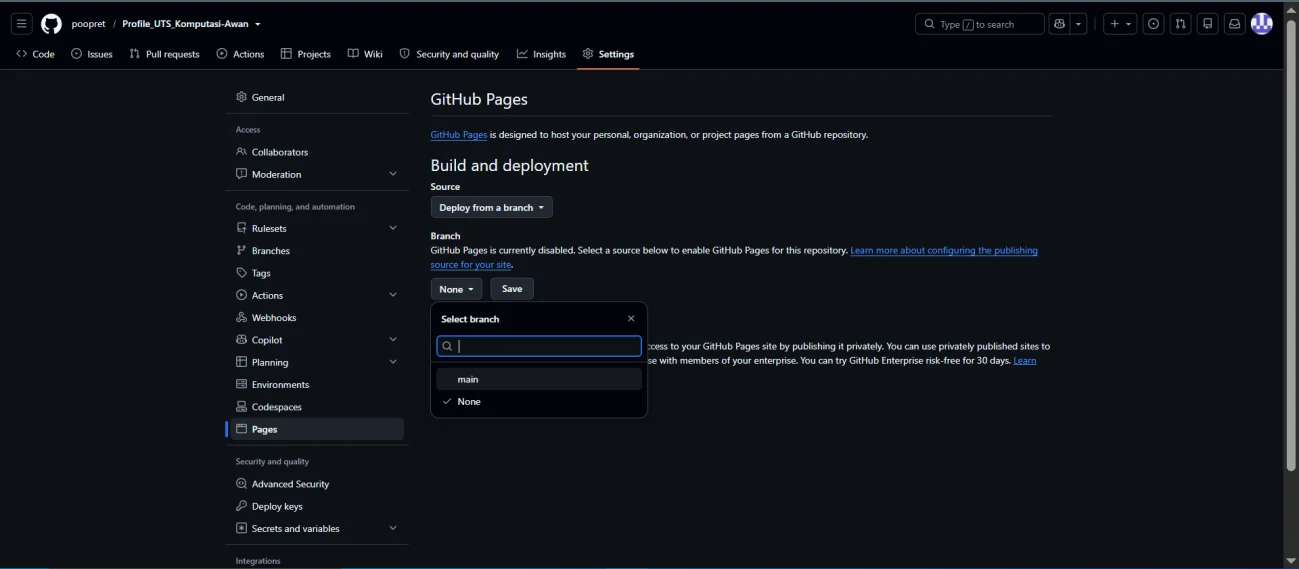 poopret / Profile_UTS_Komputasi-Awan
Type / to search
Code Issues Pull requests Actions Projects Wiki Security and quality Insights Settings
General
Access
Collaborators
Moderation
Code, planning, and automation
Rulesets
Branches
Tags
Actions
Webhooks
Copilot
Planning
Environments
Codespaces
Pages
Security and quality
Advanced Security
Deploy keys
Secrets and variables
Integrations
GitHub Pages
GitHub Pages is designed to host your personal, organization, or project pages from a GitHub repository.
Build and deployment
Source
Deploy from a branch
Branch
GitHub Pages is currently disabled. Select a source below to enable GitHub Pages for this repository. Learn more about configuring the publishing
source for your site.
None Save
Select branch
main
None
to your GitHub Pages site by publishing it privately. You can use privately published sites to
with members of your enterprise. You can try GitHub Enterprise risk-free for 30 days. Learn